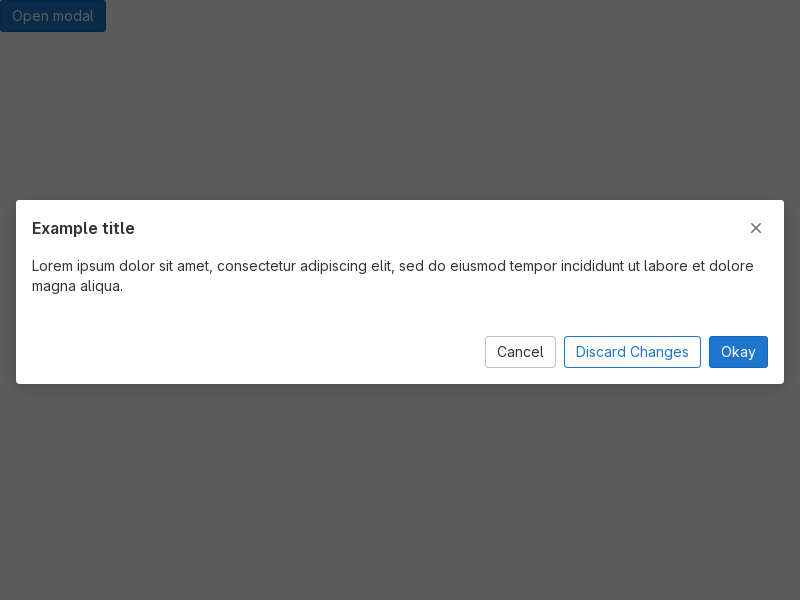 Open modal
Example title
Lorem ipsum dolor sit amet, consectetur adipiscing elit, sed do eiusmod tempor incididunt ut labore et dolore
magna aliqua.
Cancel Discard Changes Okay